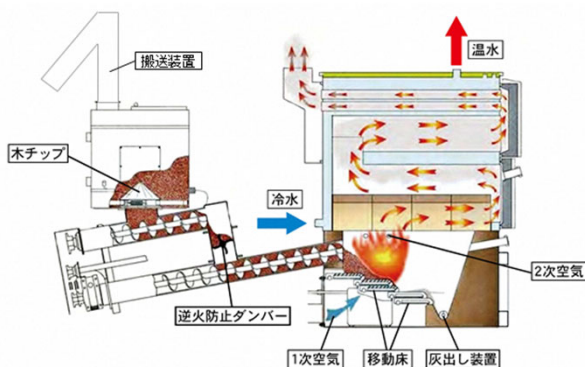 搬送装置
温水
木チップ
冷水
2次空気
逆火防止ダンパー
1次空気
移動床
灰出し装置